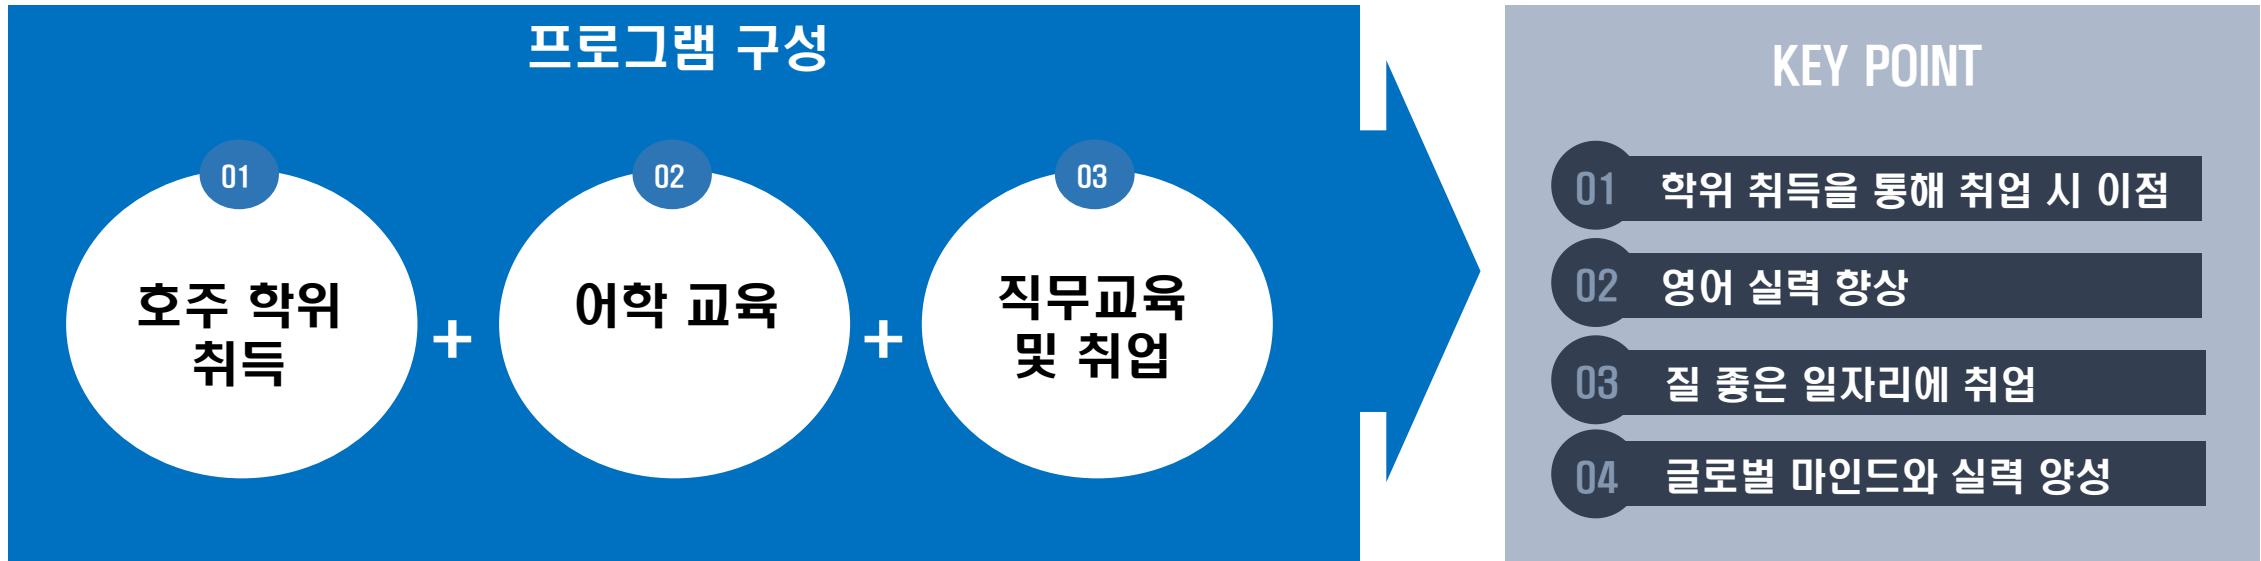 프로그램 구성
01
호주 학위
취득
+
02
어학 교육
+
03
직무교육
및 취업
KEY POINT
01 학위 취득을 통해 취업 시 이점
02 영어 실력 향상
03 질 좋은 일자리에 취업
04 글로벌 마인드와 실력 양성